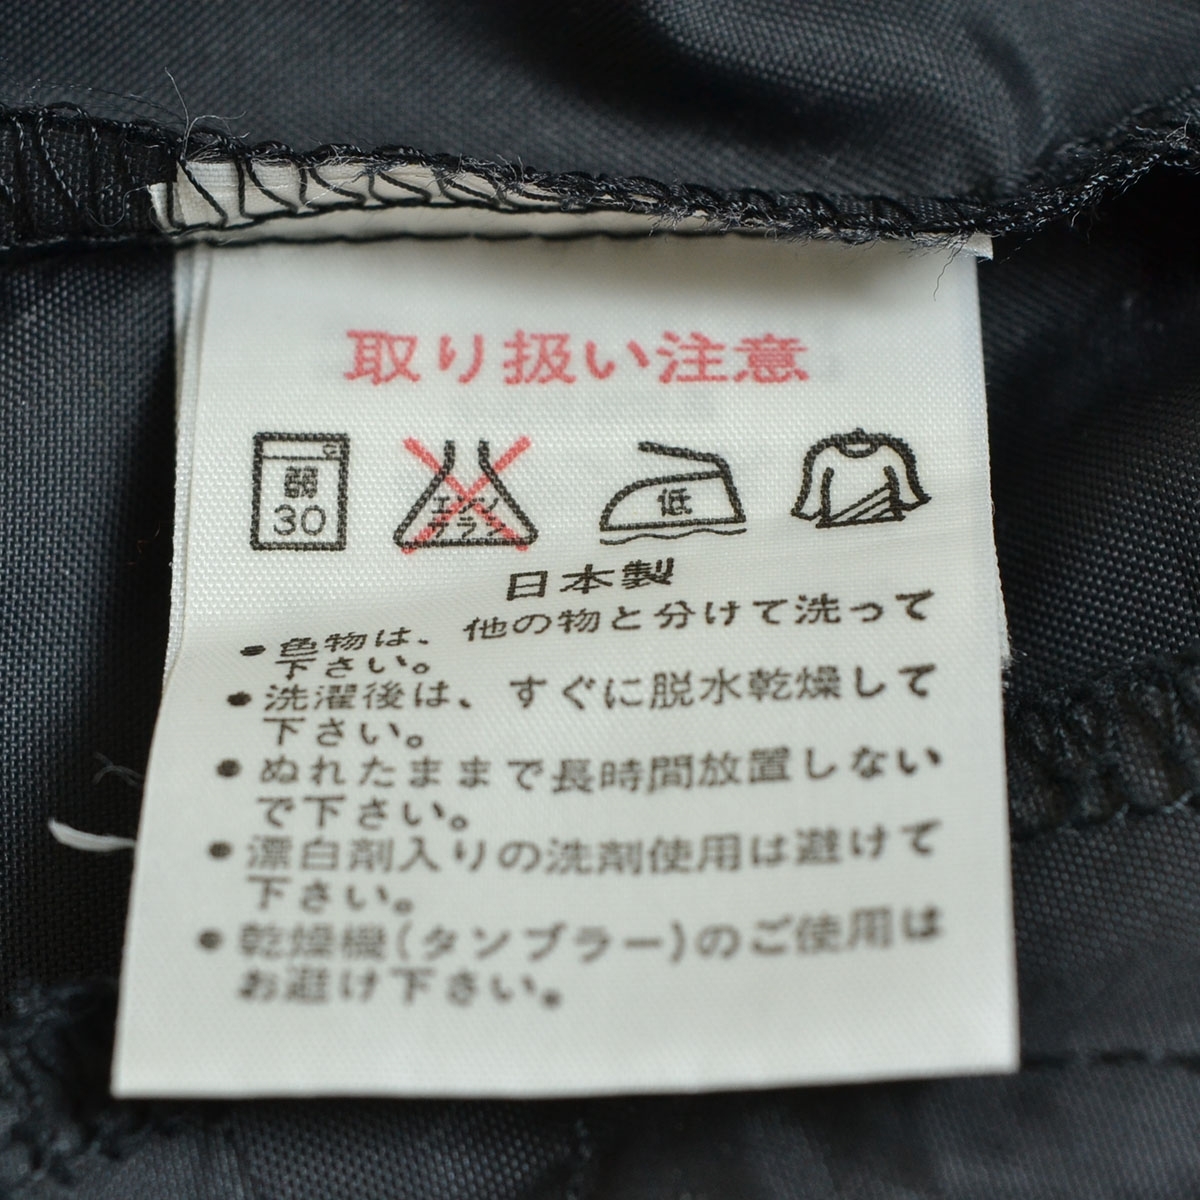 取り扱い注意
弱 エンソ 低
30 サラシ
日本製
・色物は、他の物と分けて洗って
下さい。
・洗濯後は、すぐに脱水乾燥して
下さい。
・ぬれたままで長時間放置しない
で下さい。
・漂白剤入りの洗剤使用は避けて
下さい。
・乾燥機(タンブラー)のご使用は
お避け下さい。